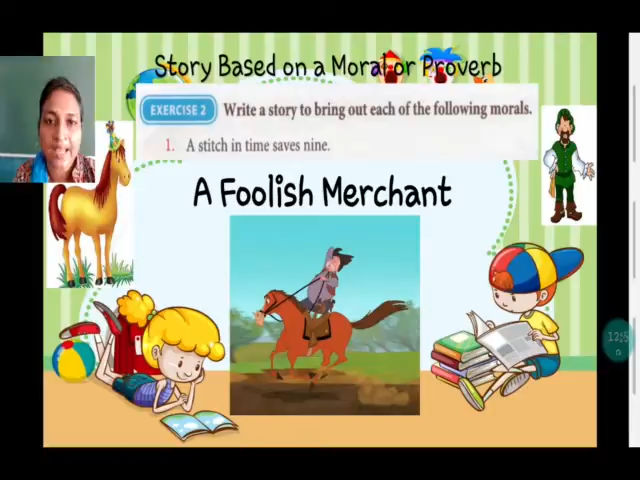 Story Based on a Moral or Proverb
EXERCISE 2 Write a story to bring out each of the following morals.
1. A stitch in time saves nine.
A Foolish Merchant